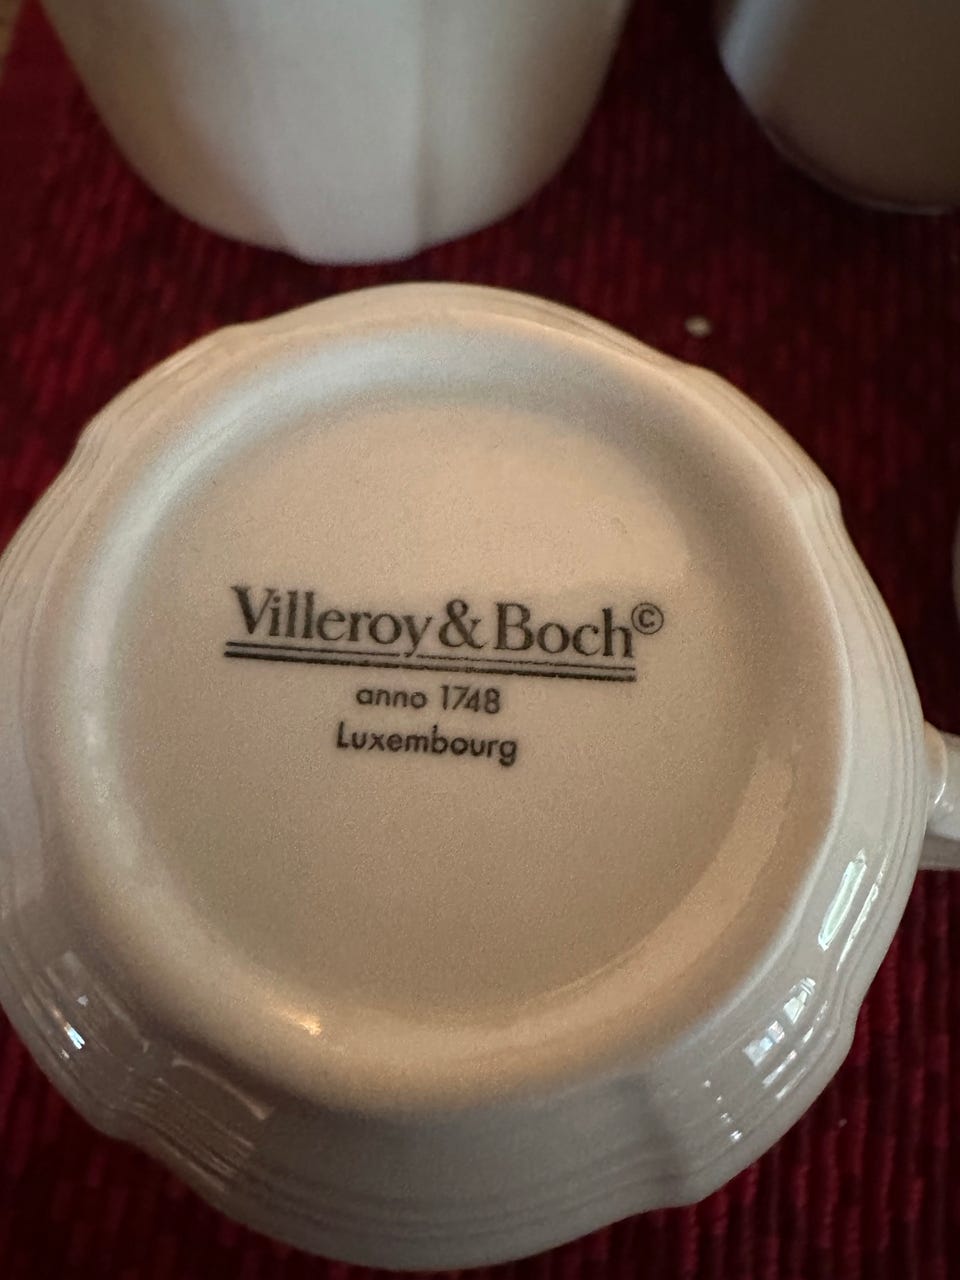 Villeroy & Boch©
anno 1748
Luxembourg